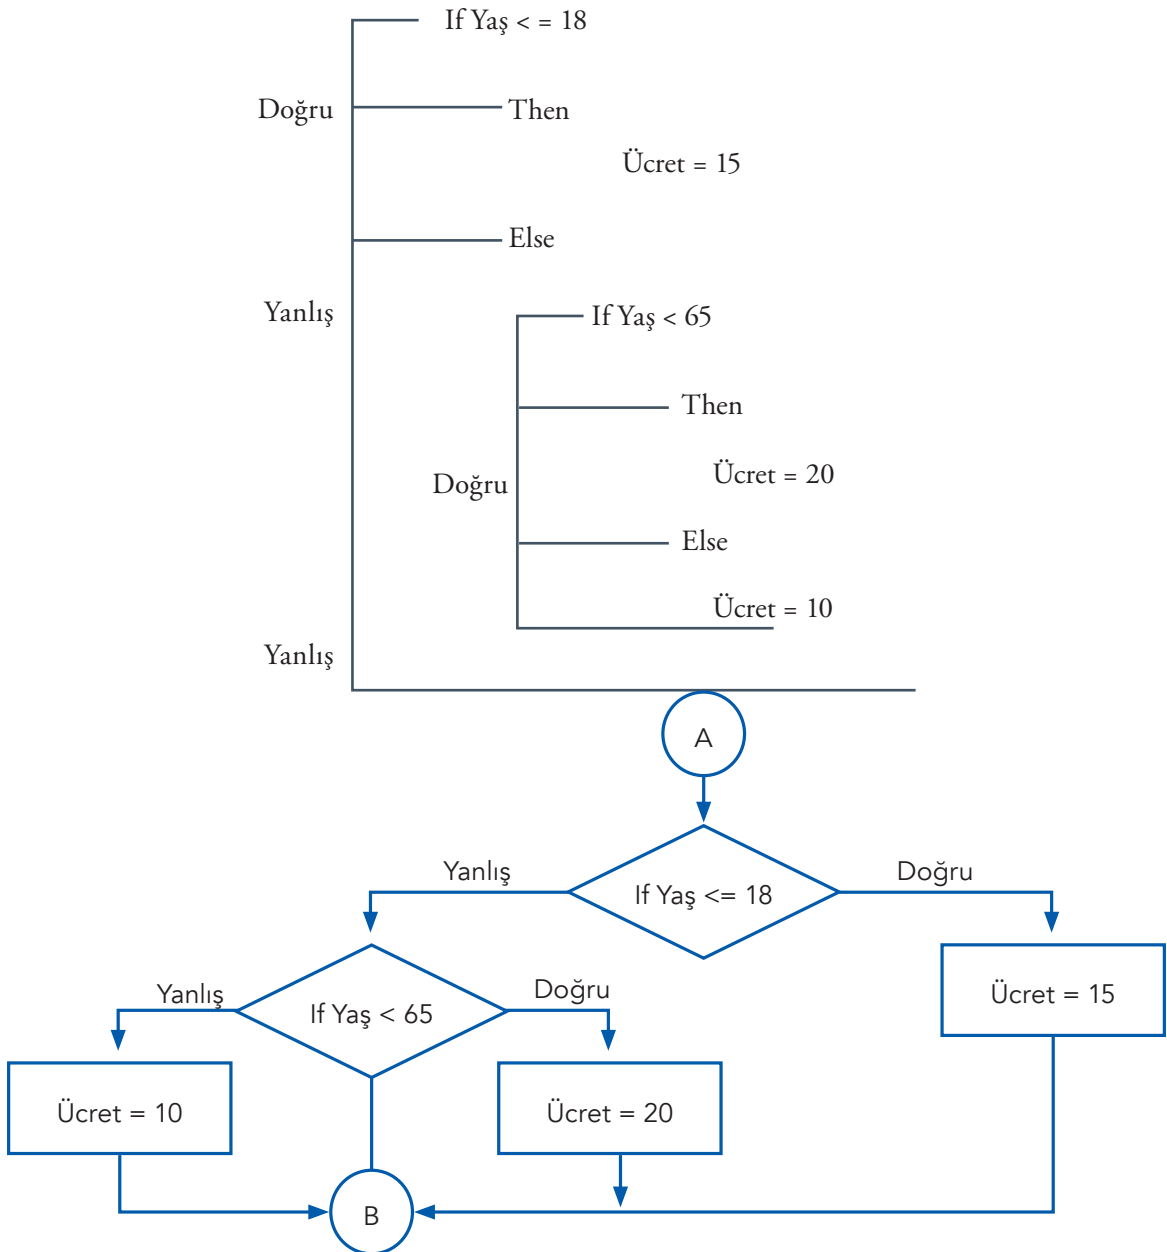 If Yaş < = 18
Doğru
Then
Ücret = 15
Else
Yanlış
If Yaş < 65
Then
Doğru
Ücret = 20
Else
Ücret = 10
Yanlış
A
Yanlış
Doğru
If Yaş <= 18
Yanlış
Doğru
Ücret = 15
If Yaş < 65
Ücret = 10
Ücret = 20
B